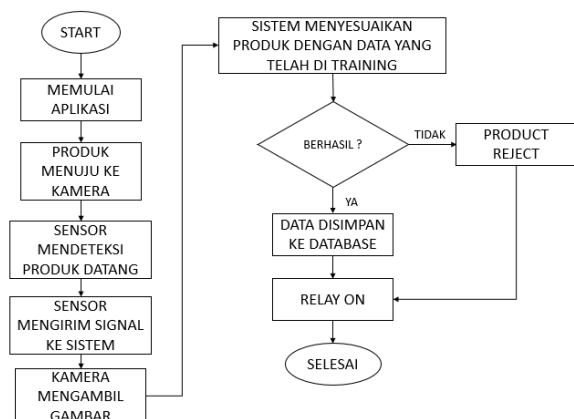 START
MEMULAI
APLIKASI
PRODUK
MENUJU KE
KAMERA
SENSOR
MENDETEKSI
PRODUK DATANG
SENSOR
MENGIRIM SIGNAL
KE SISTEM
KAMERA
MENGAMBIL
GAMBAR
SISTEM MENYESUAIKAN
PRODUK DENGAN DATA YANG
TELAH DI TRAINING
BERHASIL ?
TIDAK
PRODUCT
REJECT
YA
DATA DISIMPAN
KE DATABASE
RELAY ON
SELESAI